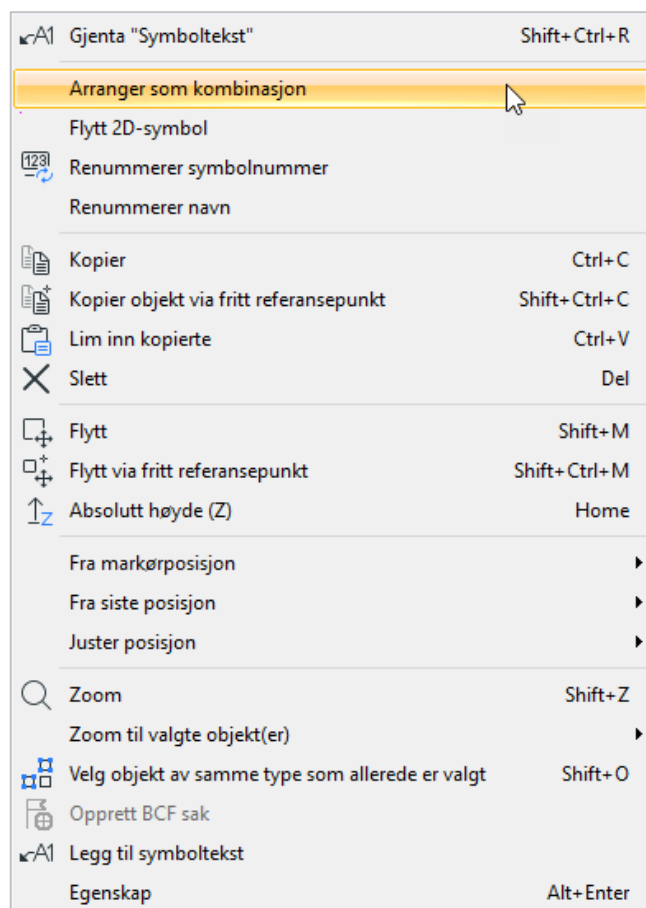 Gjenta "Symboltekst" Shift+Ctrl+R
Arranger som kombinasjon
Flytt 2D-symbol
Renummerer symbolnummer
Renummerer navn
Kopier Ctrl+C
Kopier objekt via fritt referansepunkt Shift+Ctrl+C
Lim inn kopierte Ctrl+V
Slett Del
Flytt Shift+M
Flytt via fritt referansepunkt Shift+Ctrl+M
Absolutt høyde (Z) Home
Fra markørposisjon
Fra siste posisjon
Juster posisjon
Zoom Shift+Z
Zoom til valgte objekt(er)
Velg objekt av samme type som allerede er valgt Shift+O
Opprett BCF sak
Legg til symboltekst
Egenskap Alt+Enter